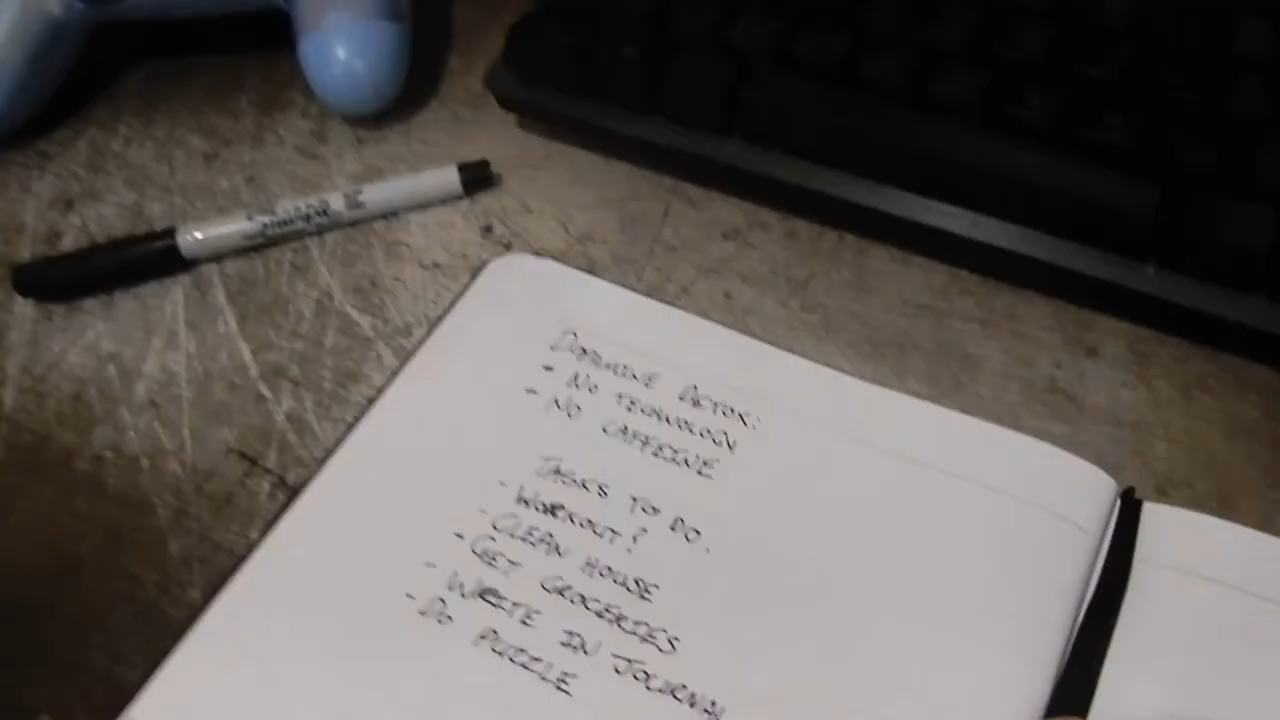 DOPAMINE DETOX:
- NO TECHNOLOGY
- NO CAFFEINE
TASKS TO DO.
- WORKOUT?
- CLEAN HOUSE
- GET GROCERIES
- WRITE IN JOURNAL
- DO PUZZLE